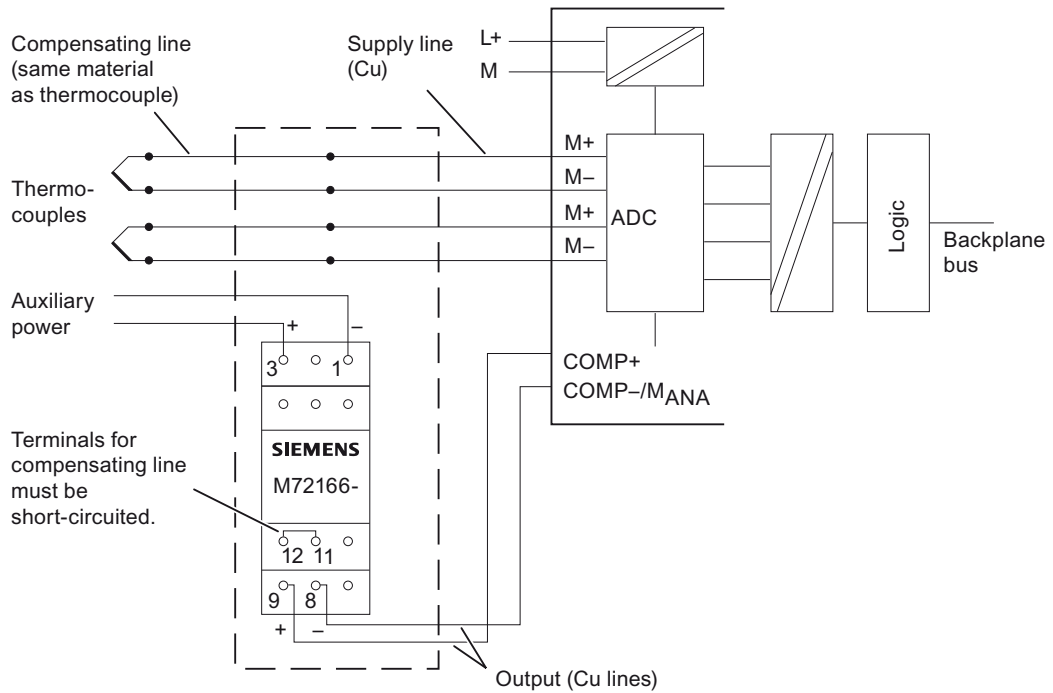 Compensating line
(same material
as thermocouple)
Supply line
(Cu)
L+
M
M+
M–
M+
M–
ADC
Logic
Backplane
bus
Thermo-
couples
Auxiliary
power
+
–
3
1
COMP+
COMP–/MANA
SIEMENS
M72166-
Terminals for
compensating line
must be
short-circuited.
12 11
9 8
+ –
Output (Cu lines)